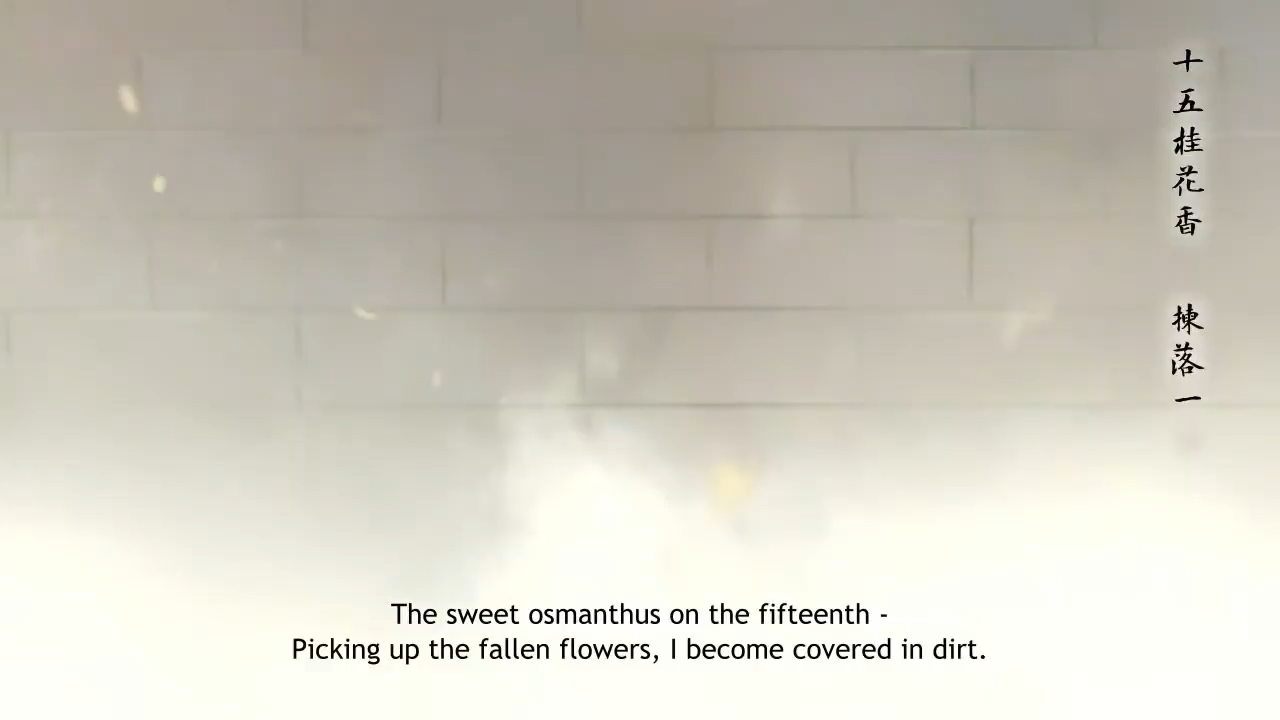 十五桂花香 揀落一
The sweet osmanthus on the fifteenth -
Picking up the fallen flowers, I become covered in dirt.